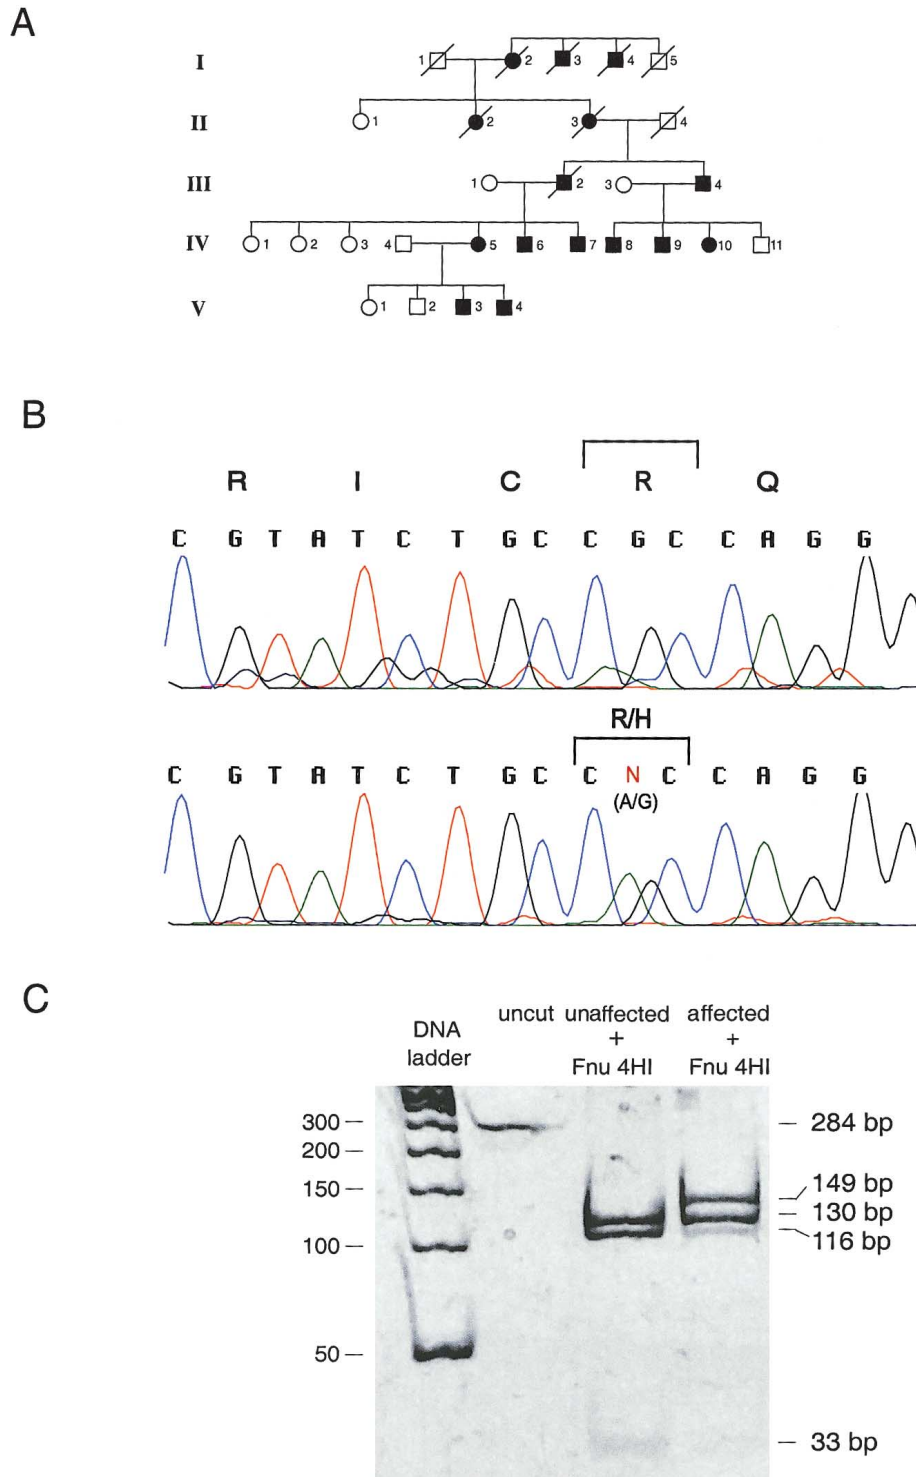 A
I 1 2 3 4 5
II 1 2 3 4
III 1 2 3 4
IV 1 2 3 4 5 6 7 8 9 10 11
V 1 2 3 4
B
R I C R Q
C G T A T C T G C C G C C A G G
R/H
C G T A T C T G C C N C C A G G
(A/G)
C
uncut unaffected affected
DNA + +
ladder Fnu 4HI Fnu 4HI
300 284 bp
200
150 149 bp
130 bp
100 116 bp
50
33 bp